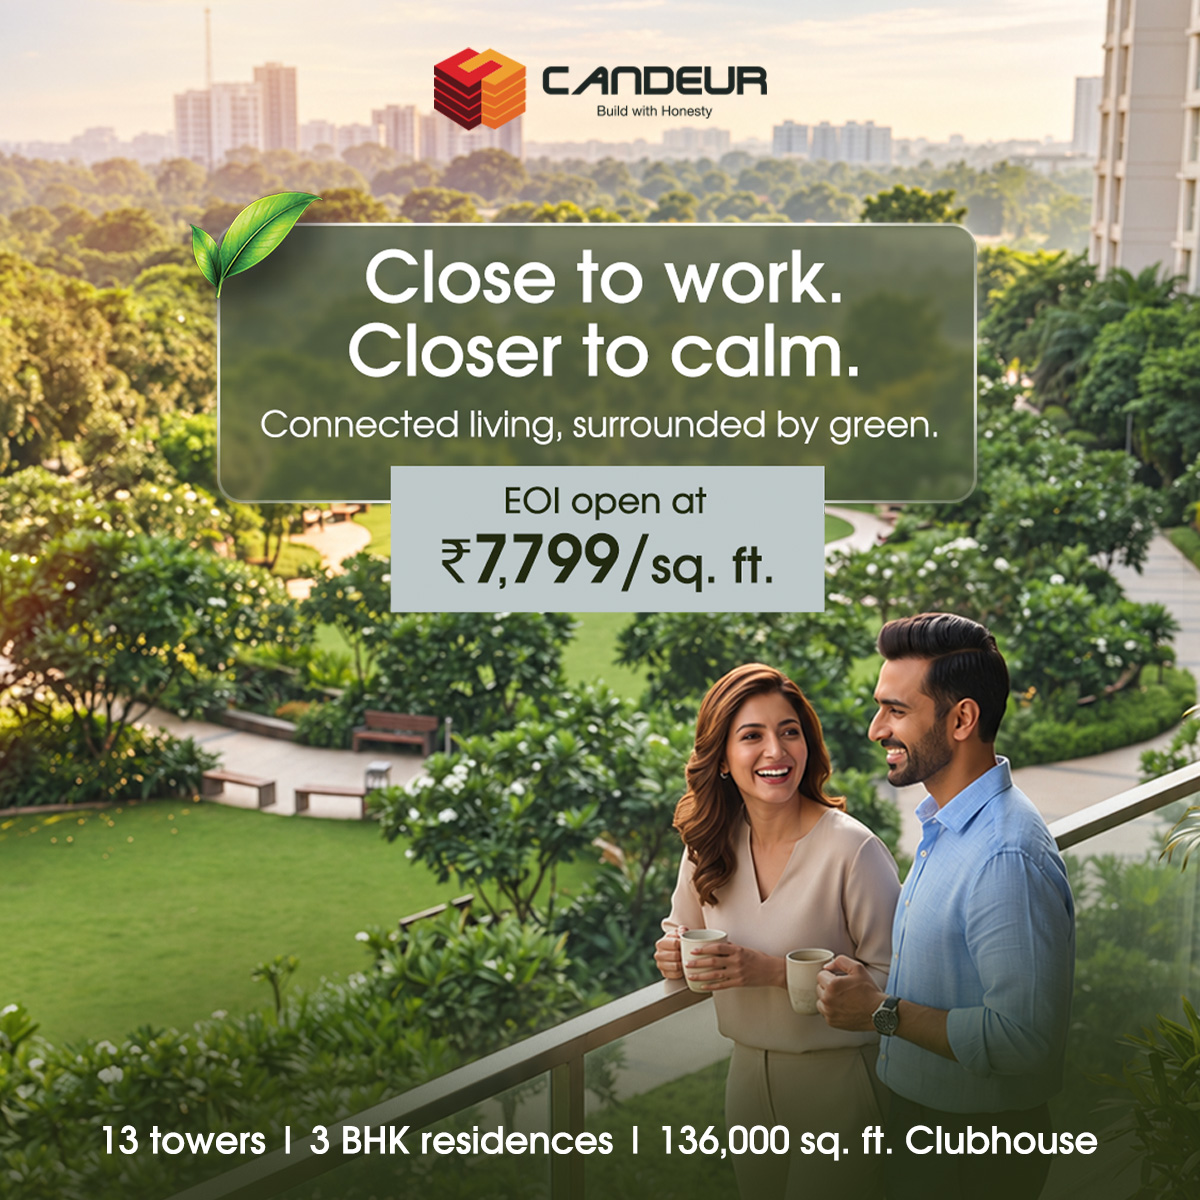 CANDEUR
Build with Honesty
Close to work.
Closer to calm.
Connected living, surrounded by green.
EOI open at
₹7,799/sq. ft.
13 towers | 3 BHK residences | 136,000 sq. ft. Clubhouse